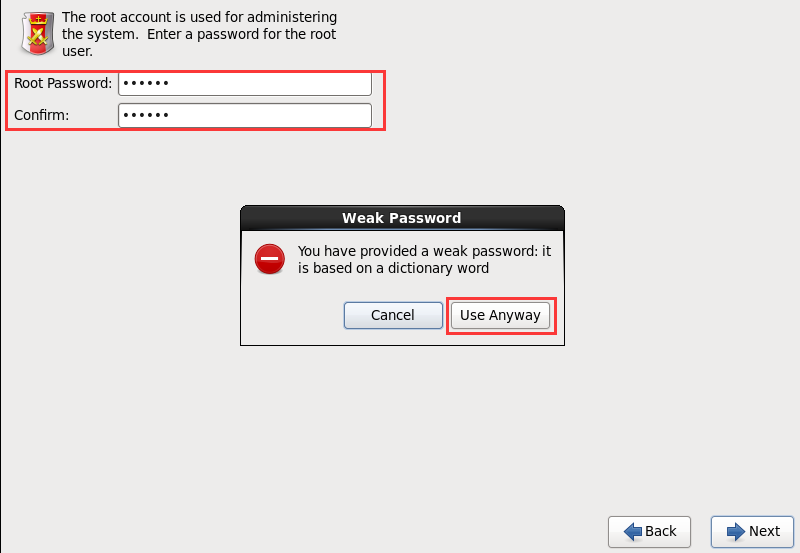 The root account is used for administering
the system.  Enter a password for the root
user.
Root Password: ••••••
Confirm: ••••••
Weak Password
You have provided a weak password: it
is based on a dictionary word
Cancel Use Anyway
Back Next